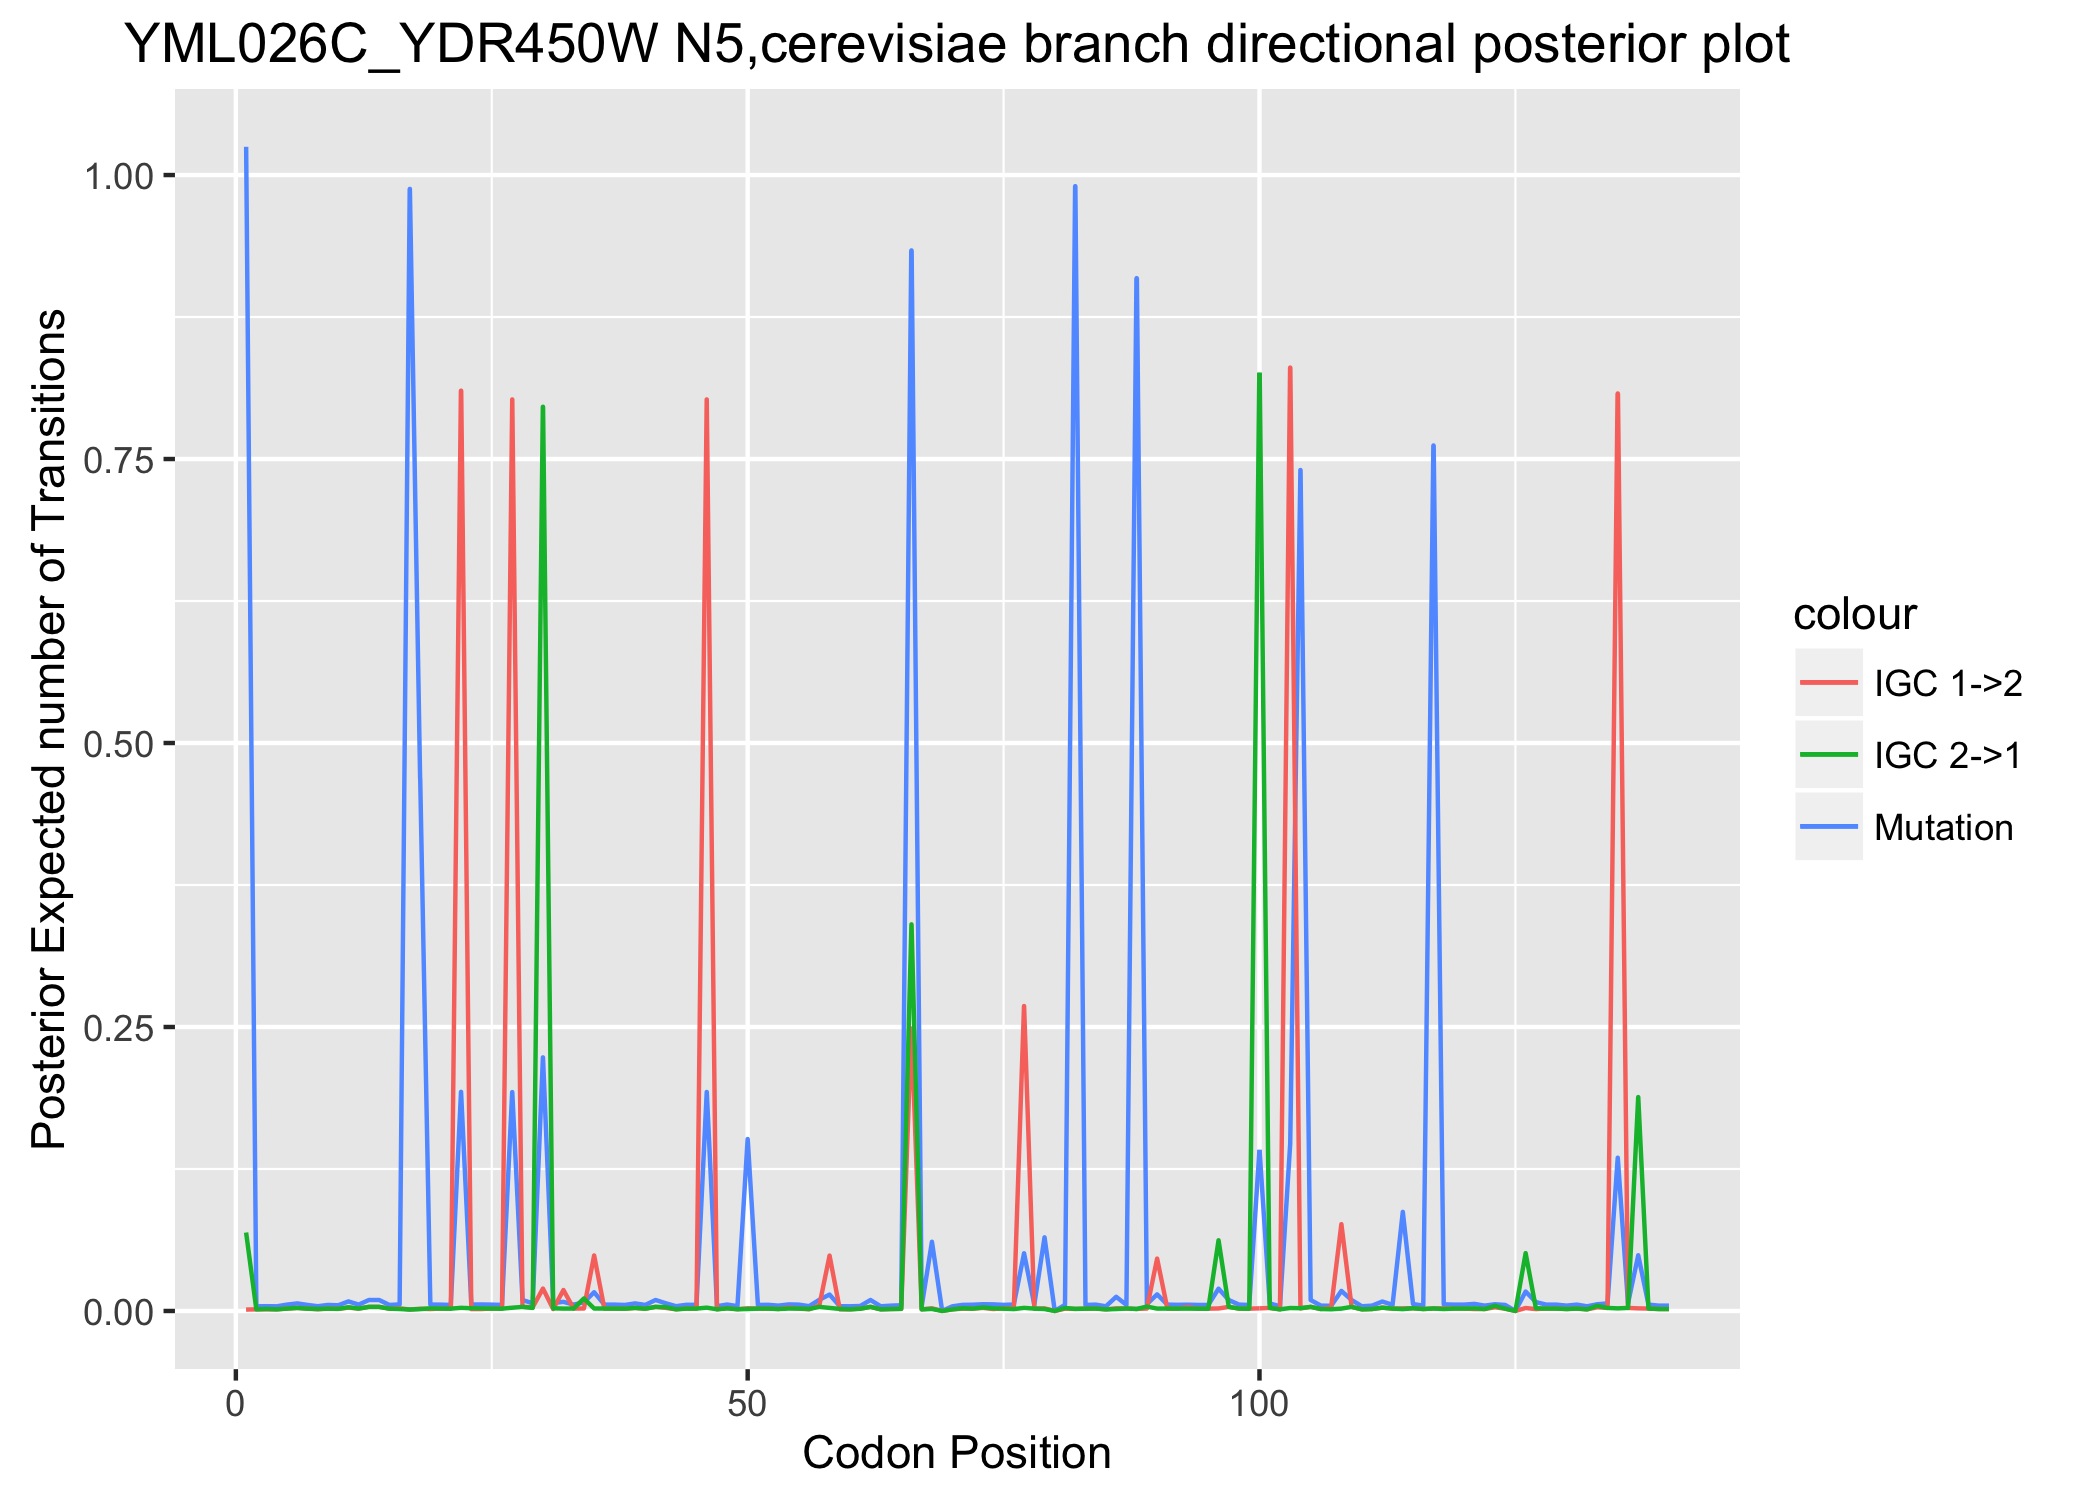 YML026C_YDR450W N5,cerevisiae branch directional posterior plot
Posterior Expected number of Transitions
1.00
0.75
0.50
0.25
0.00
0
50
100
Codon Position
colour
IGC 1->2
IGC 2->1
Mutation